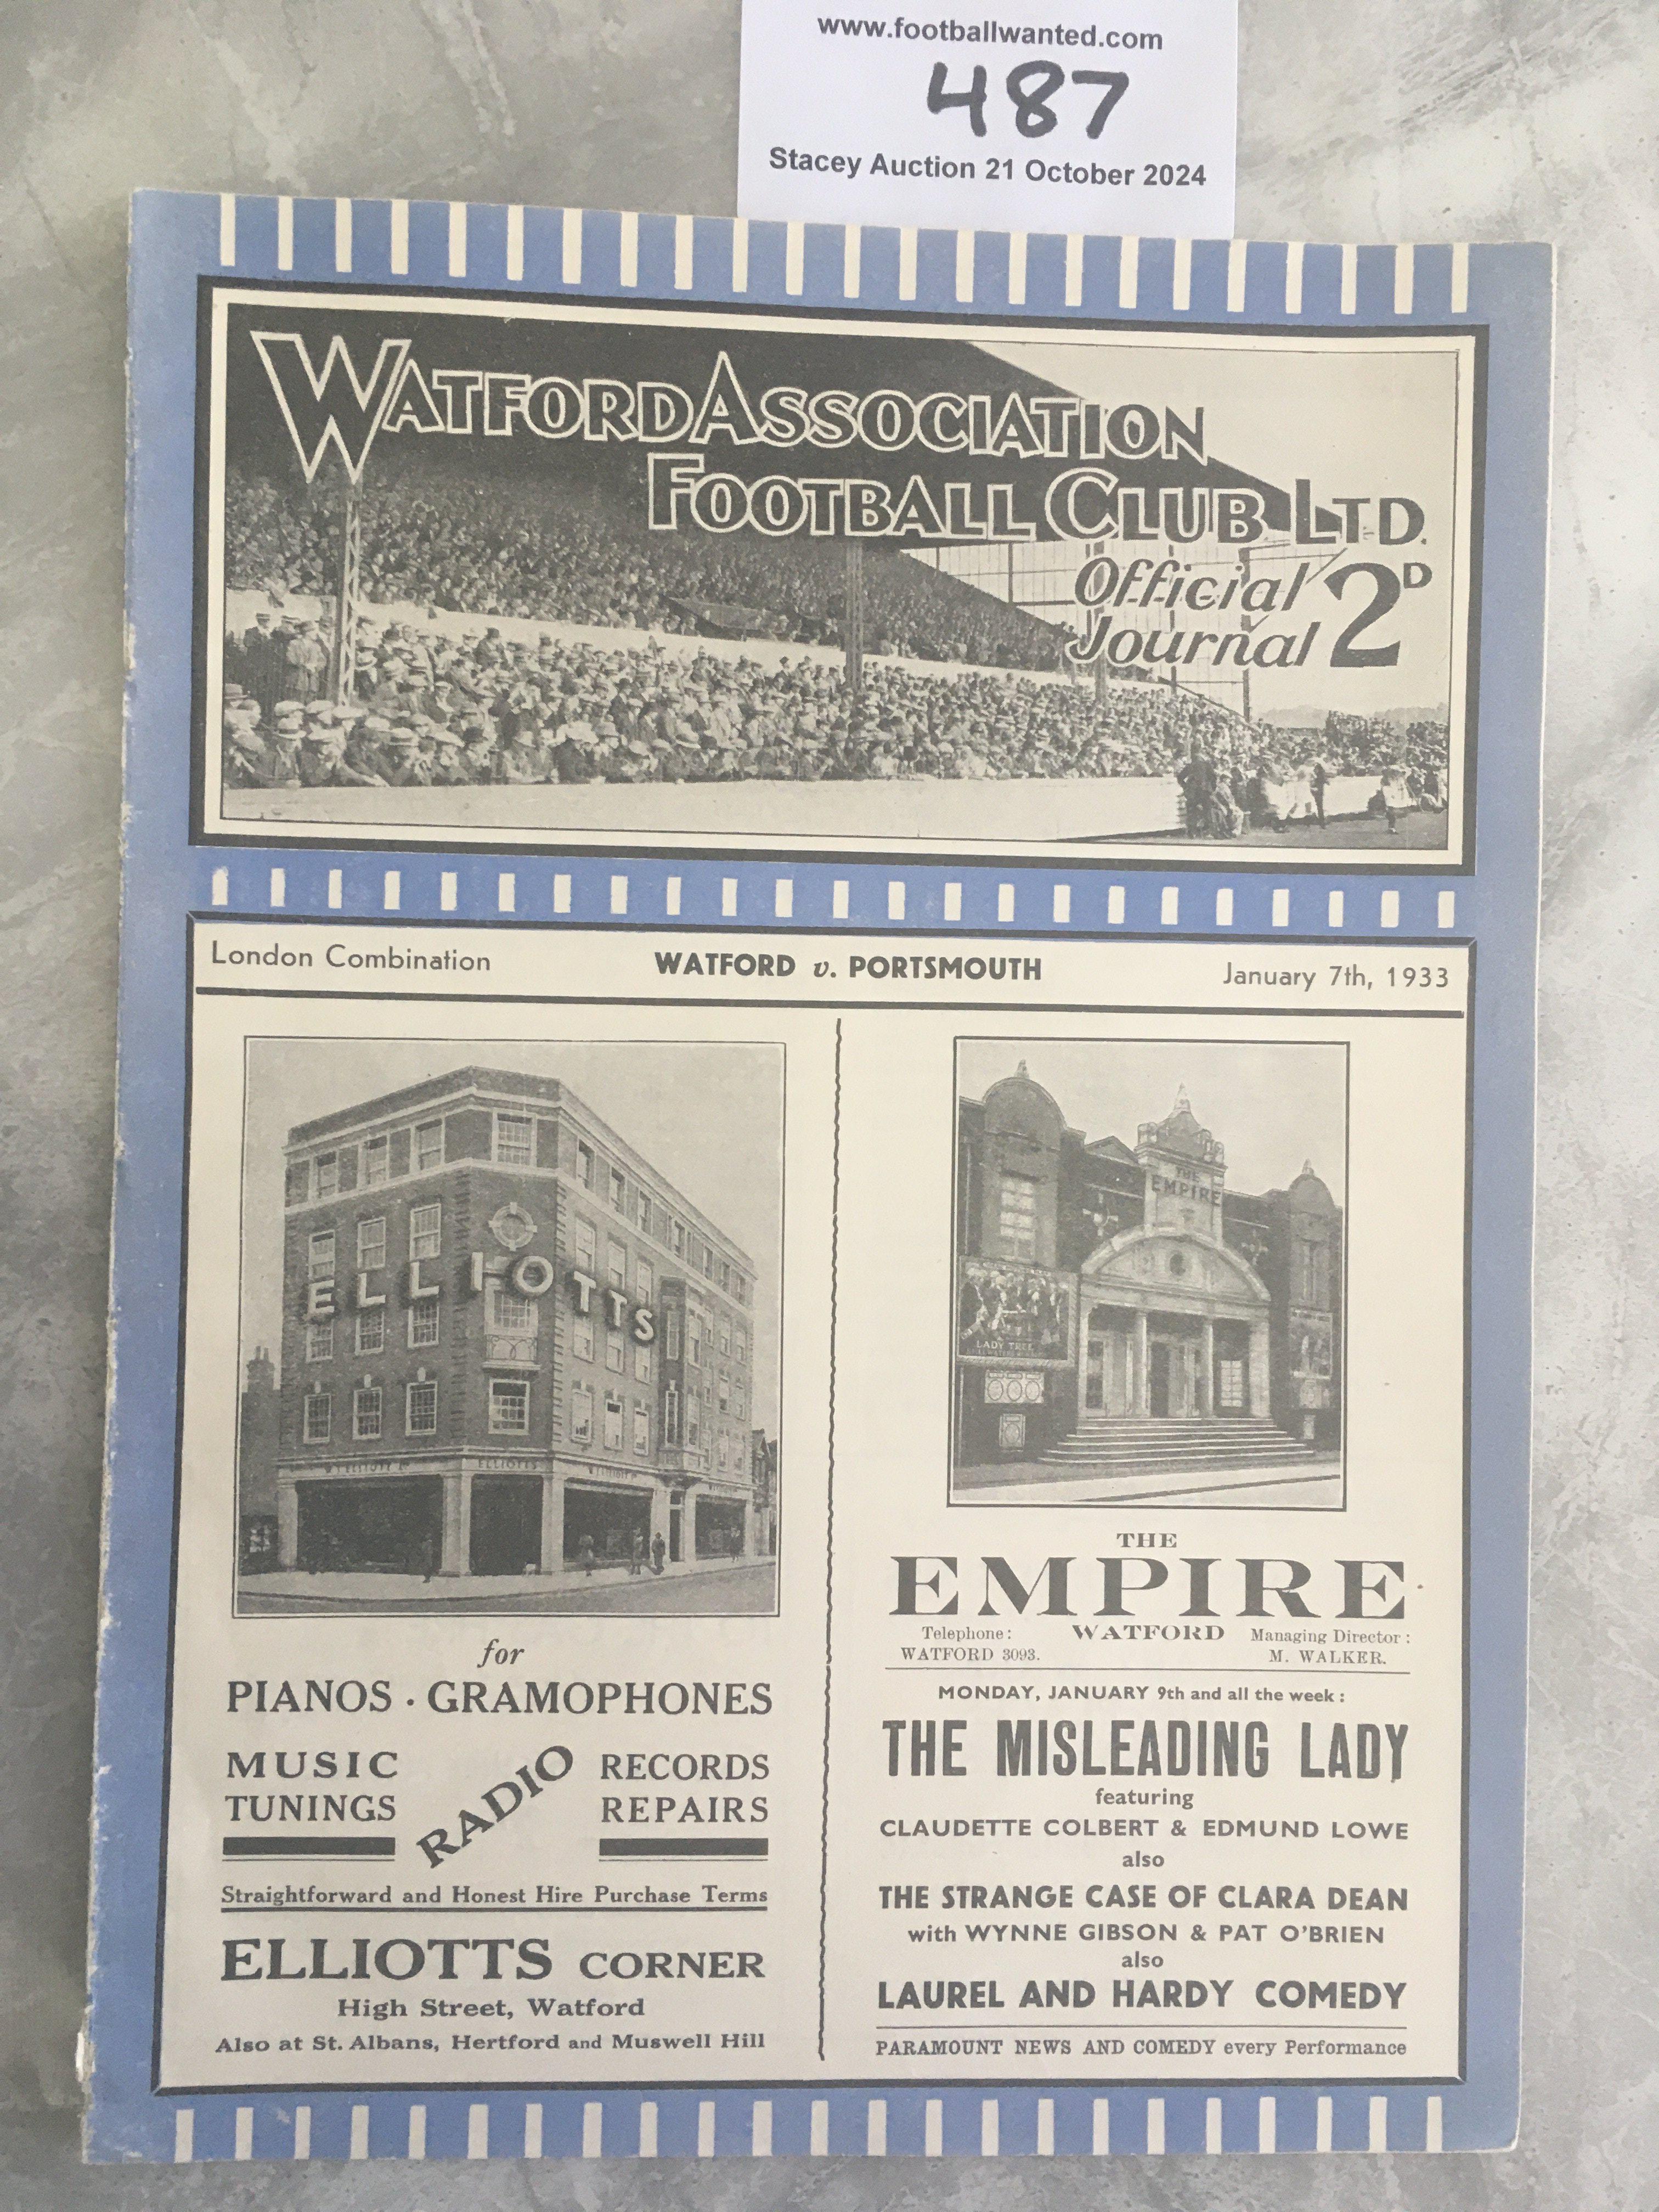 www.footballwanted.com
487
Stacey Auction 21 October 2024
WATFORD ASSOCIATION
FOOTBALL CLUB LTD.
Official
Journal 2D
London Combination WATFORD v. PORTSMOUTH January 7th, 1933
ELLIOTTS
ELLIOTTS
for
PIANOS · GRAMOPHONES
MUSIC
TUNINGS
RADIO
RECORDS
REPAIRS
Straightforward and Honest Hire Purchase Terms
ELLIOTTS CORNER
High Street, Watford
Also at St. Albans, Hertford and Muswell Hill
THE
EMPIRE
LADY TREE
THE
EMPIRE
WATFORD
Telephone:
WATFORD 3093.
Managing Director:
M. WALKER.
MONDAY, JANUARY 9th and all the week:
THE MISLEADING LADY
featuring
CLAUDETTE COLBERT & EDMUND LOWE
also
THE STRANGE CASE OF CLARA DEAN
with WYNNE GIBSON & PAT O'BRIEN
also
LAUREL AND HARDY COMEDY
PARAMOUNT NEWS AND COMEDY every Performance